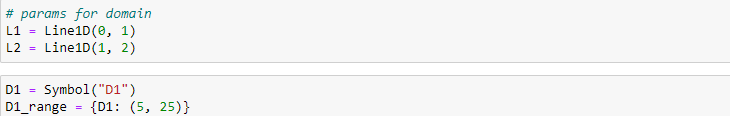 # params for domain
L1 = Line1D(0, 1)
L2 = Line1D(1, 2)
D1 = Symbol("D1")
D1_range = {D1: (5, 25)}